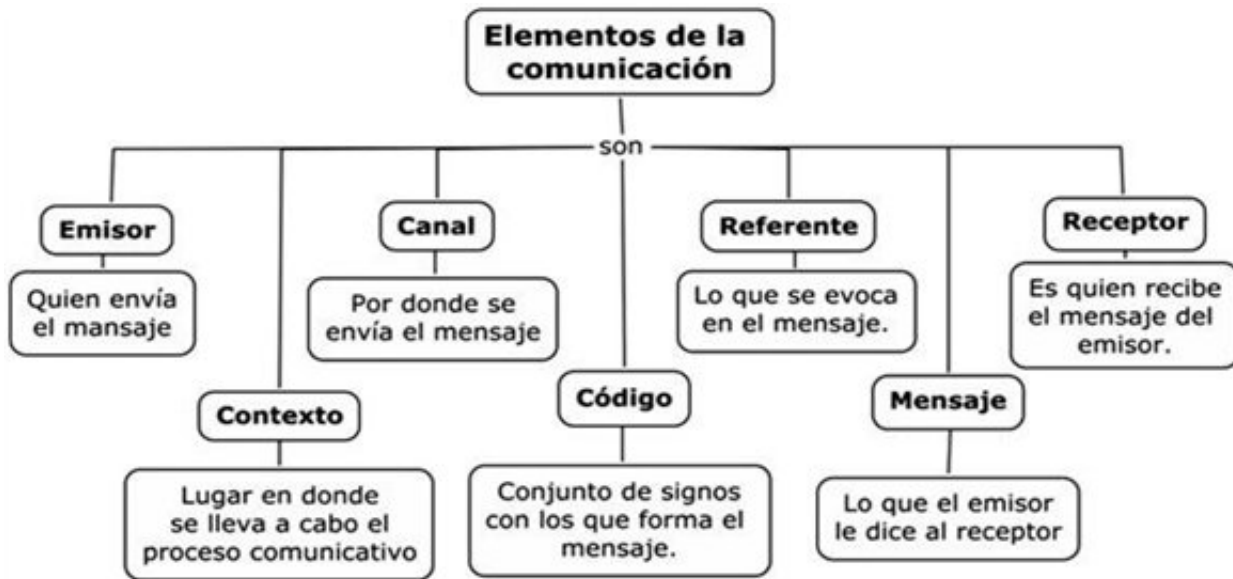 Elementos de la
comunicación
son
Emisor
Quien envía
el mansaje
Contexto
Lugar en donde
se lleva a cabo el
proceso comunicativo
Canal
Por donde se
envía el mensaje
Código
Conjunto de signos
con los que forma el
mensaje.
Referente
Lo que se evoca
en el mensaje.
Mensaje
Lo que el emisor
le dice al receptor
Receptor
Es quien recibe
el mensaje del
emisor.